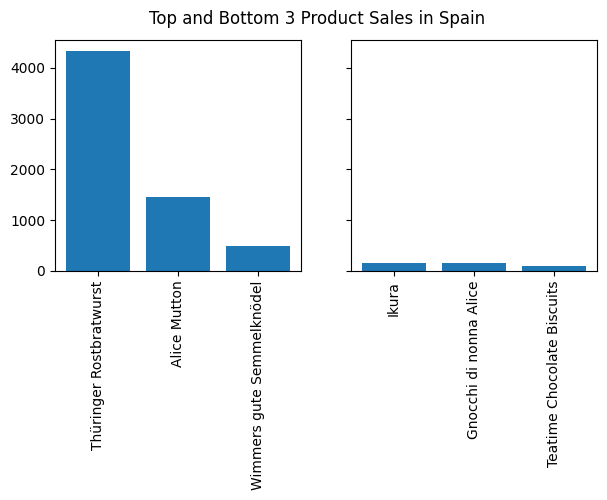 Top and Bottom 3 Product Sales in Spain
4000
3000
2000
1000
0
Thüringer Rostbratwurst
Alice Mutton
Wimmers gute Semmelknödel
Ikura
Gnocchi di nonna Alice
Teatime Chocolate Biscuits